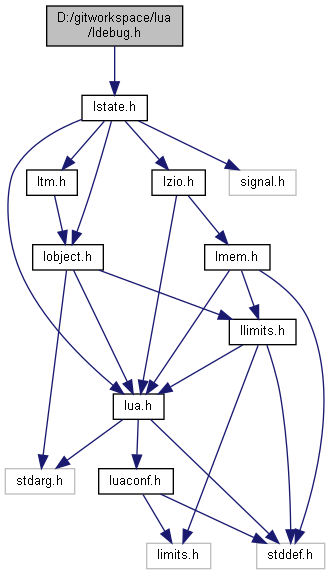 D:/gitworkspace/lua
/ldebug.h
lstate.h
ltm.h
lzio.h
signal.h
lobject.h
lmem.h
llimits.h
lua.h
stdarg.h
luaconf.h
limits.h
stddef.h